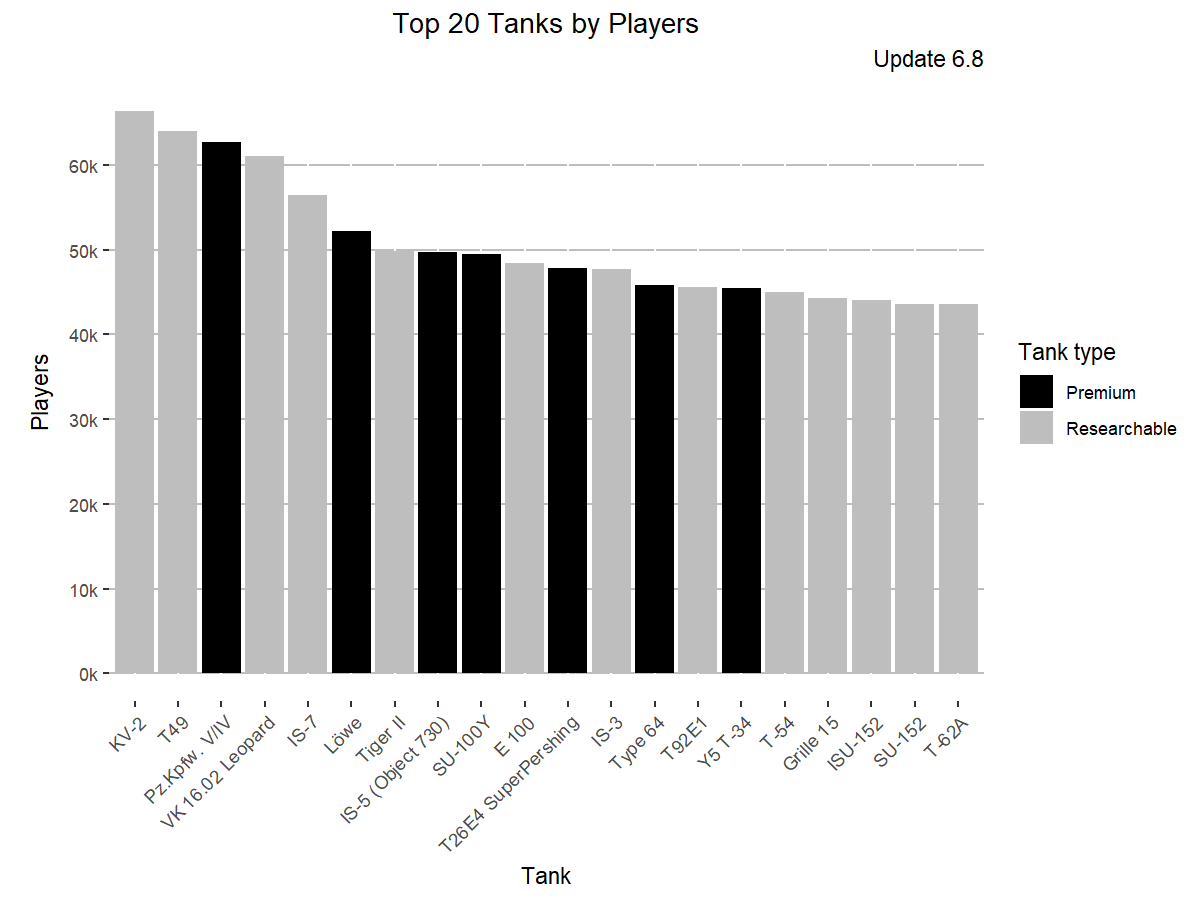 Top 20 Tanks by Players
Update 6.8
60k
50k
40k
30k
20k
10k
0k
Players
KV-2
T49
Pz.Kpfw. V/IV
VK 16.02 Leopard
IS-7
Löwe
Tiger II
IS-5 (Object 730)
SU-100Y
E 100
T26E4 SuperPershing
IS-3
Type 64
T92E1
Y5 T-34
T-54
Grille 15
ISU-152
SU-152
T-62A
Tank
Tank type
Premium
Researchable